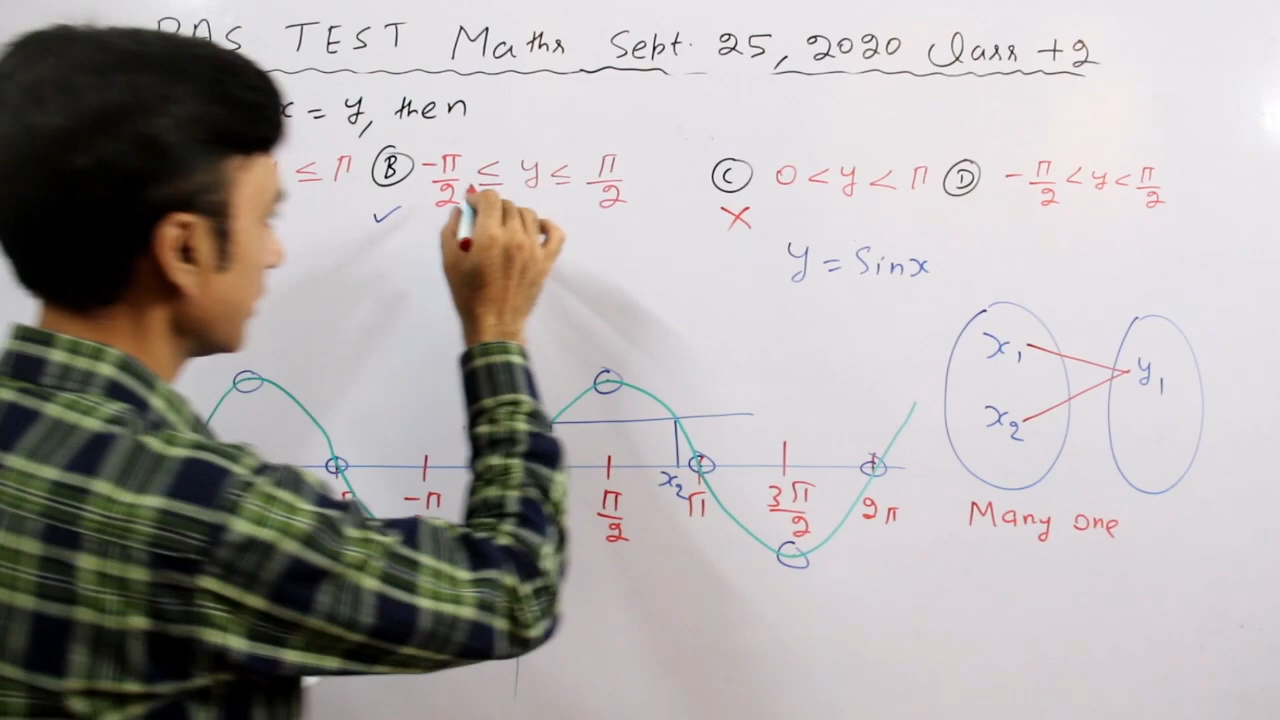 TEST Maths Sept. 25, 2020 Class +2
x = y, then
≤ π (B) -π/2 ≤ y ≤ π/2 (C) 0 < y < π (D) -π/2 < y < π/2
✓ ✗
y = Sinx
x₁ y₁
x₂
x₂ π
-π π/2 3π/2 2π
Many one